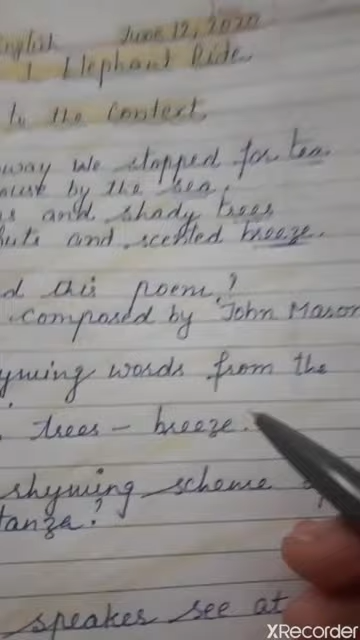 English June 12, 2020
1. Elephant Ride
to the Context
way we stopped for tea
house by the sea,
and shady trees
and scented breeze.
this poem?
Composed by John Mason
words from the
trees – breeze.
rhyming scheme
stanza?
speaker see at
XRecorder